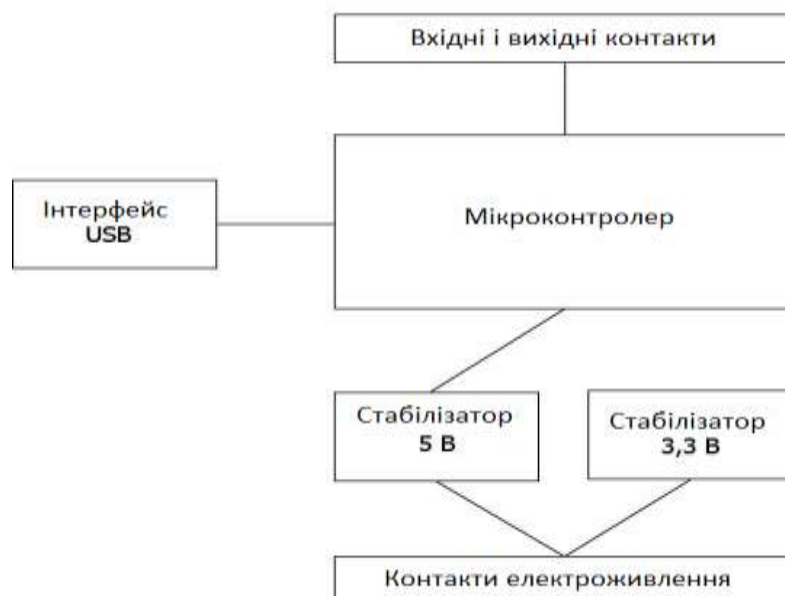 Вхідні і вихідні контакти
Інтерфейс
USB
Мікроконтролер
Стабілізатор
5 В
Стабілізатор
3,3 В
Контакти електроживлення